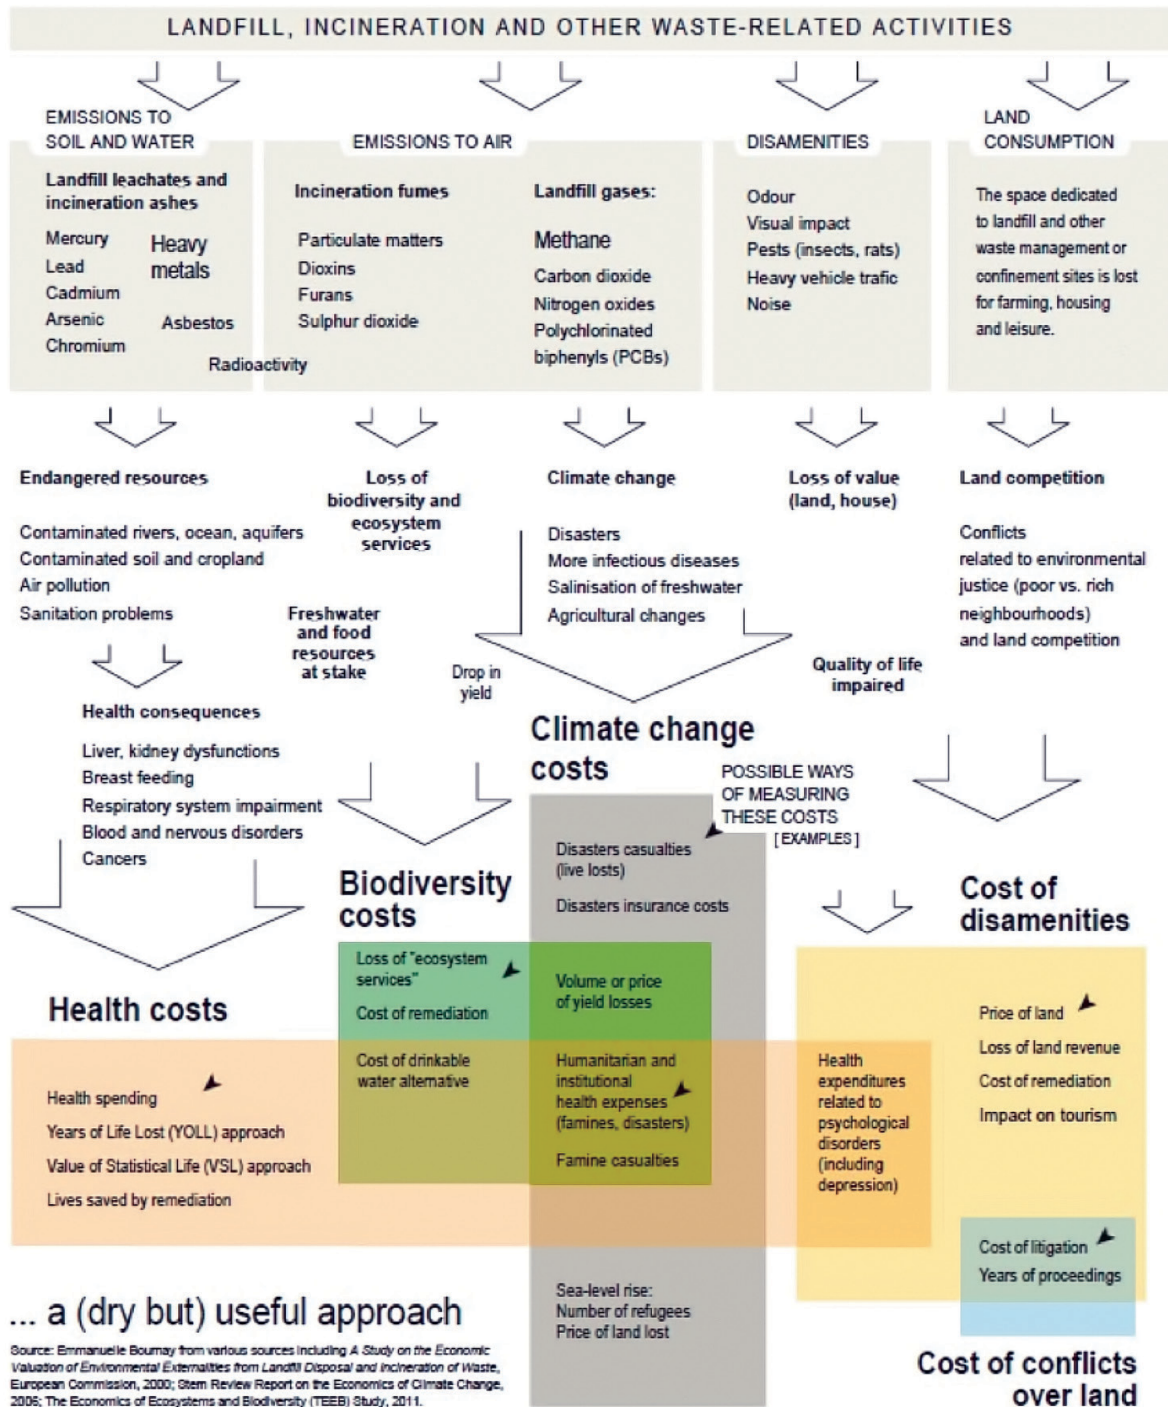 LANDFILL, INCINERATION AND OTHER WASTE-RELATED ACTIVITIES
EMISSIONS TO
SOIL AND WATER
Landfill leachates and
incineration ashes
Mercury
Lead
Cadmium
Arsenic
Chromium
Heavy
metals
Asbestos
Radioactivity
EMISSIONS TO AIR
Incineration fumes
Particulate matters
Dioxins
Furans
Sulphur dioxide
Landfill gases:
Methane
Carbon dioxide
Nitrogen oxides
Polychlorinated
biphenyls (PCBs)
DISAMENITIES
Odour
Visual impact
Pests (insects, rats)
Heavy vehicle trafic
Noise
LAND
CONSUMPTION
The space dedicated
to landfill and other
waste management or
confinement sites is lost
for farming, housing
and leisure.
Endangered resources
Contaminated rivers, ocean, aquifers
Contaminated soil and cropland
Air pollution
Sanitation problems
Loss of
biodiversity and
ecosystem
services
Freshwater
and food
resources
at stake
Climate change
Disasters
More infectious diseases
Salinisation of freshwater
Agricultural changes
Drop in
yield
Loss of value
(land, house)
Quality of life
impaired
Land competition
Conflicts
related to environmental
justice (poor vs. rich
neighbourhoods)
and land competition
Health consequences
Liver, kidney dysfunctions
Breast feeding
Respiratory system impairment
Blood and nervous disorders
Cancers
Climate change
costs
POSSIBLE WAYS
OF MEASURING
THESE COSTS
[ EXAMPLES ]
Disasters casualties
(live losts)
Disasters insurance costs
Biodiversity
costs
Loss of "ecosystem
services"
Cost of remediation
Cost of drinkable
water alternative
Volume or price
of yield losses
Humanitarian and
institutional
health expenses
(famines, disasters)
Famine casualties
Health costs
Health spending
Years of Life Lost (YOLL) approach
Value of Statistical Life (VSL) approach
Lives saved by remediation
Health
expenditures
related to
psychological
disorders
(including
depression)
Cost of
disamenities
Price of land
Loss of land revenue
Cost of remediation
Impact on tourism
Cost of litigation
Years of proceedings
Sea-level rise:
Number of refugees
Price of land lost
Cost of conflicts
over land
... a (dry but) useful approach
Source: Emmanuelle Bournay from various sources including A Study on the Economic
Valuation of Environmental Externalities from Landfill Disposal and Incineration of Waste,
European Commission, 2000; Stern Review Report on the Economics of Climate Change,
2006; The Economics of Ecosystems and Biodiversity (TEEB) Study, 2011.